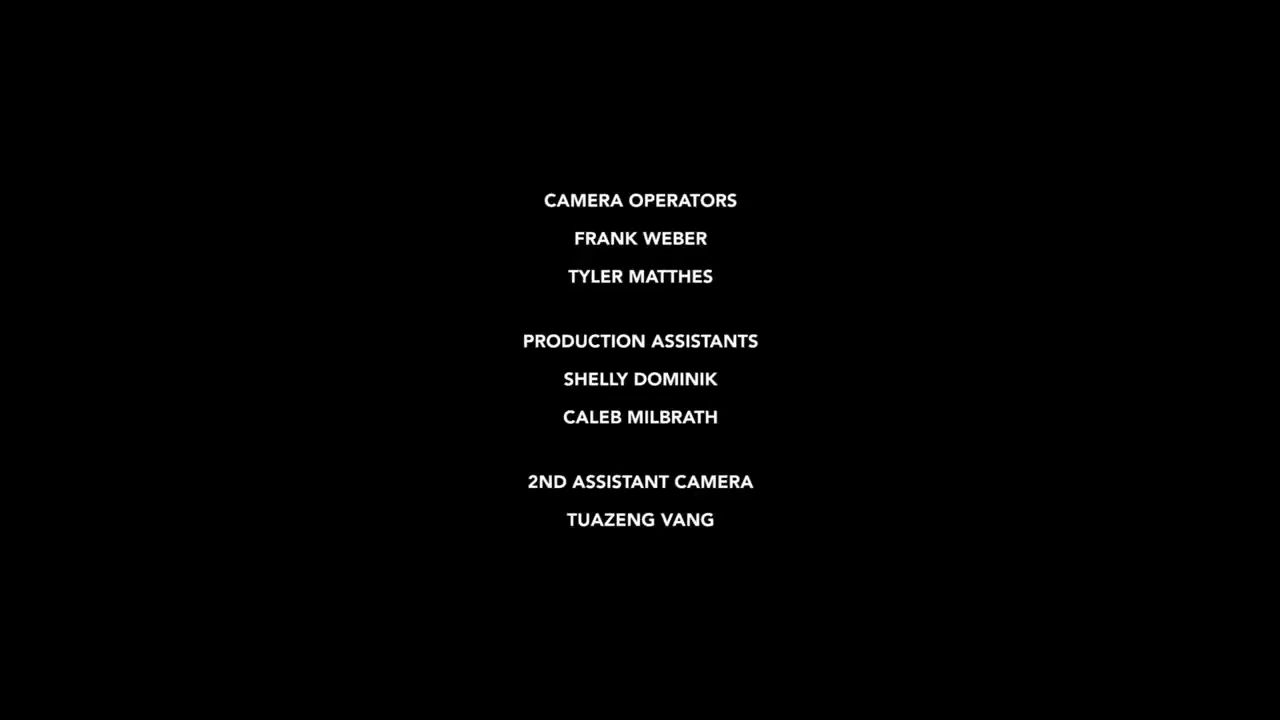 CAMERA OPERATORS
FRANK WEBER
TYLER MATTHES
PRODUCTION ASSISTANTS
SHELLY DOMINIK
CALEB MILBRATH
2ND ASSISTANT CAMERA
TUAZENG VANG